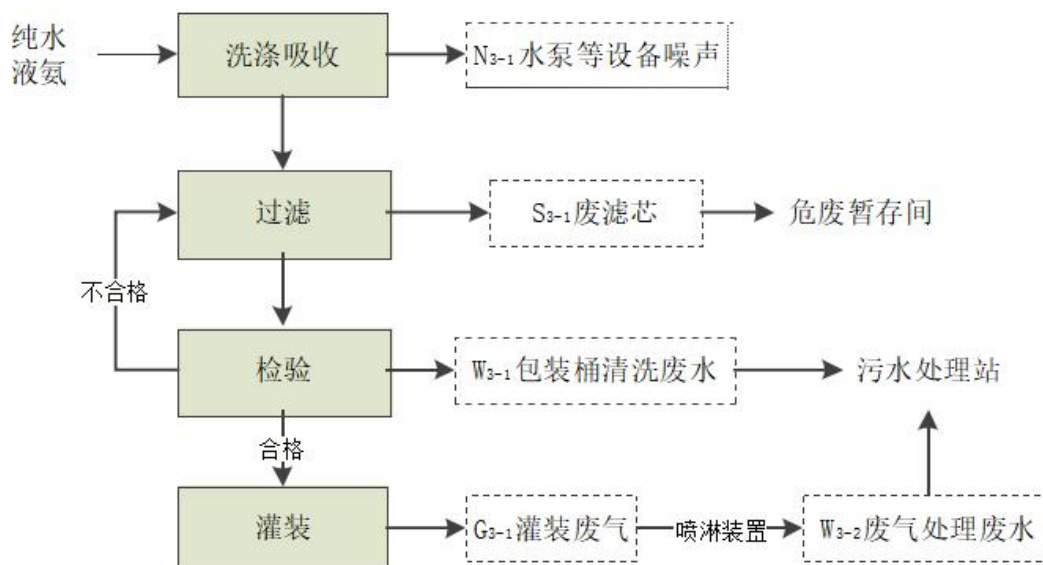 纯水
液氨
洗涤吸收
N3-1水泵等设备噪声
过滤
S3-1废滤芯
危废暂存间
不合格
检验
W3-1包装桶清洗废水
污水处理站
合格
灌装
G3-1灌装废气
喷淋装置
W3-2废气处理废水